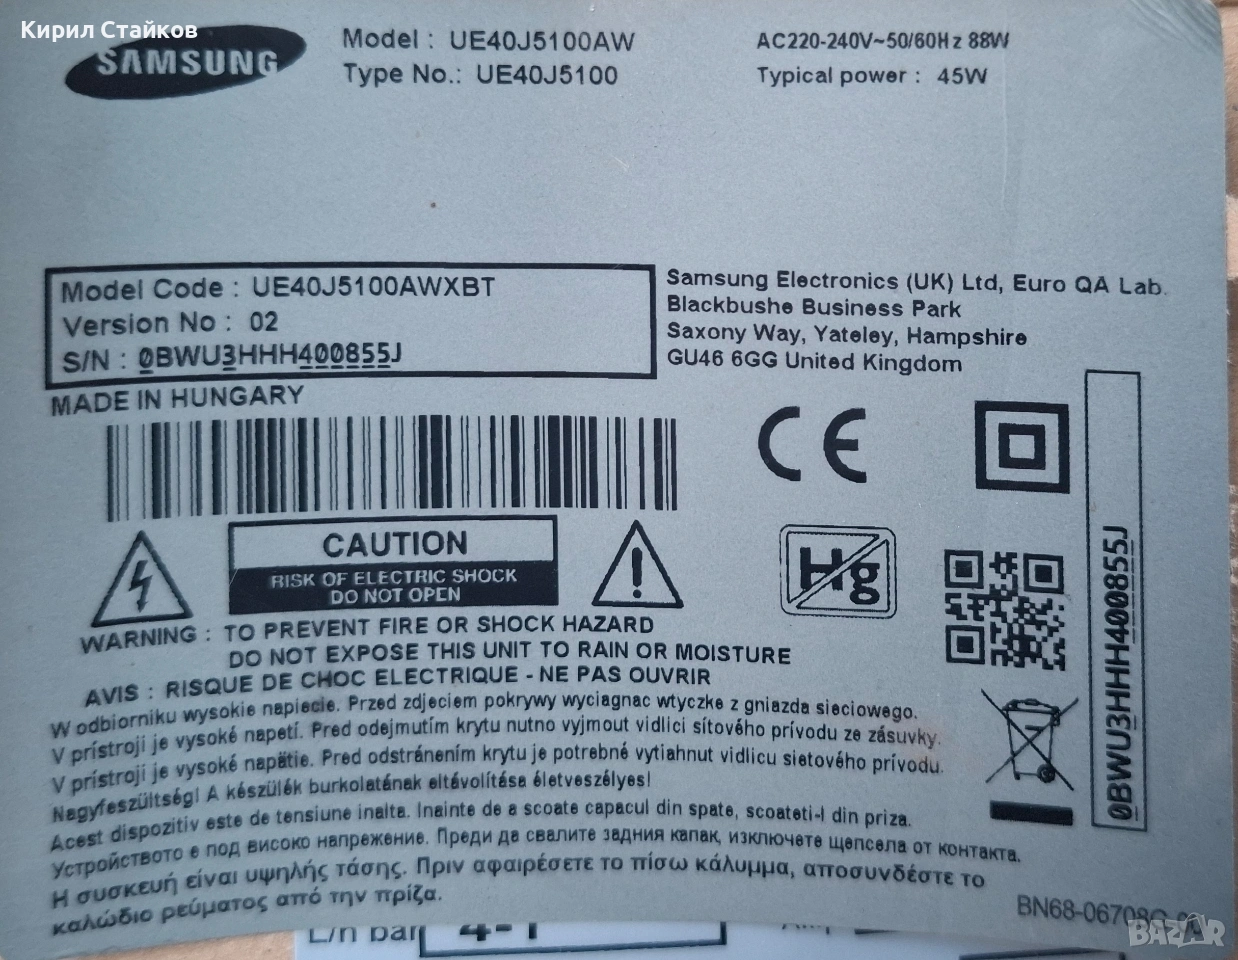 Кирил Стайков
SAMSUNG
Model : UE40J5100AW
Type No.: UE40J5100
AC220-240V~50/60Hz 88W
Typical power : 45W
Model Code : UE40J5100AWXBT
Version No : 02
S/N : 0BWU3HHH400855J
MADE IN HUNGARY
Samsung Electronics (UK) Ltd, Euro QA Lab.
Blackbushe Business Park
Saxony Way, Yateley, Hampshire
GU46 6GG United Kingdom
CE
CAUTION
RISK OF ELECTRIC SHOCK
DO NOT OPEN
Hg
0BWU3HHH400855J
WARNING : TO PREVENT FIRE OR SHOCK HAZARD
DO NOT EXPOSE THIS UNIT TO RAIN OR MOISTURE
AVIS : RISQUE DE CHOC ELECTRIQUE - NE PAS OUVRIR
W odbiorniku wysokie napiecie. Przed zdjeciem pokrywy wyciagnac wtyczke z gniazda sieciowego.
V prístroji je vysoké napetí. Pred odejmutím krytu nutno vyjmout vidlici sítového prívodu ze zásuvky.
V prístroji je vysoké napätie. Pred odstránením krytu je potrebné vytiahnut vidlicu sietového prívodu.
Nagyfeszültség! A készülék burkolatának eltávolítása életveszélyes!
Acest dispozitiv este de tensiune inalta. Inainte de a scoate capacul din spate, scoateti-l din priza.
Устройството е под високо напрежение. Преди да свалите задния капак, изключете щепсела от контакта.
Η συσκευή είναι υψηλής τάσης. Πριν αφαιρέσετε το πίσω κάλυμμα, αποσυνδέστε το
καλώδιο ρεύματος από την πρίζα.
BN68-06708G
BAZAR
L/n bar 4-1